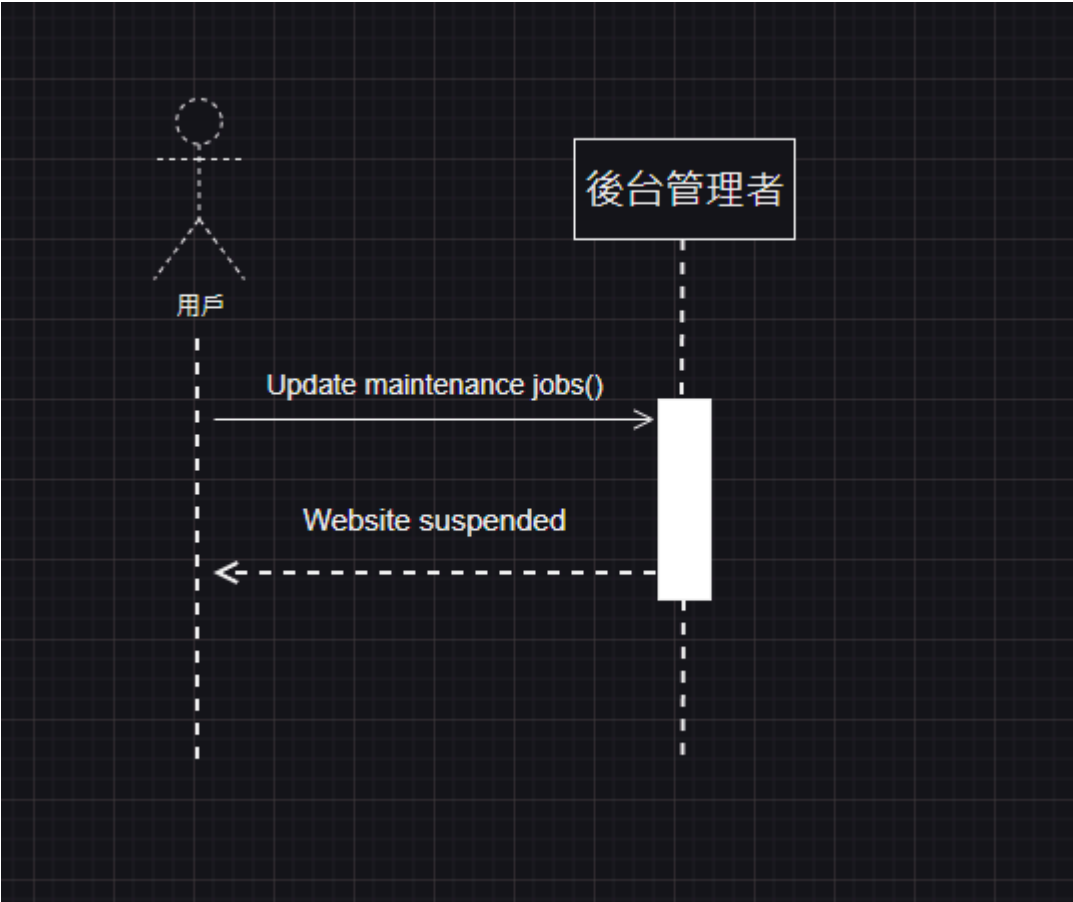 後台管理者
用戶
Update maintenance jobs()
Website suspended